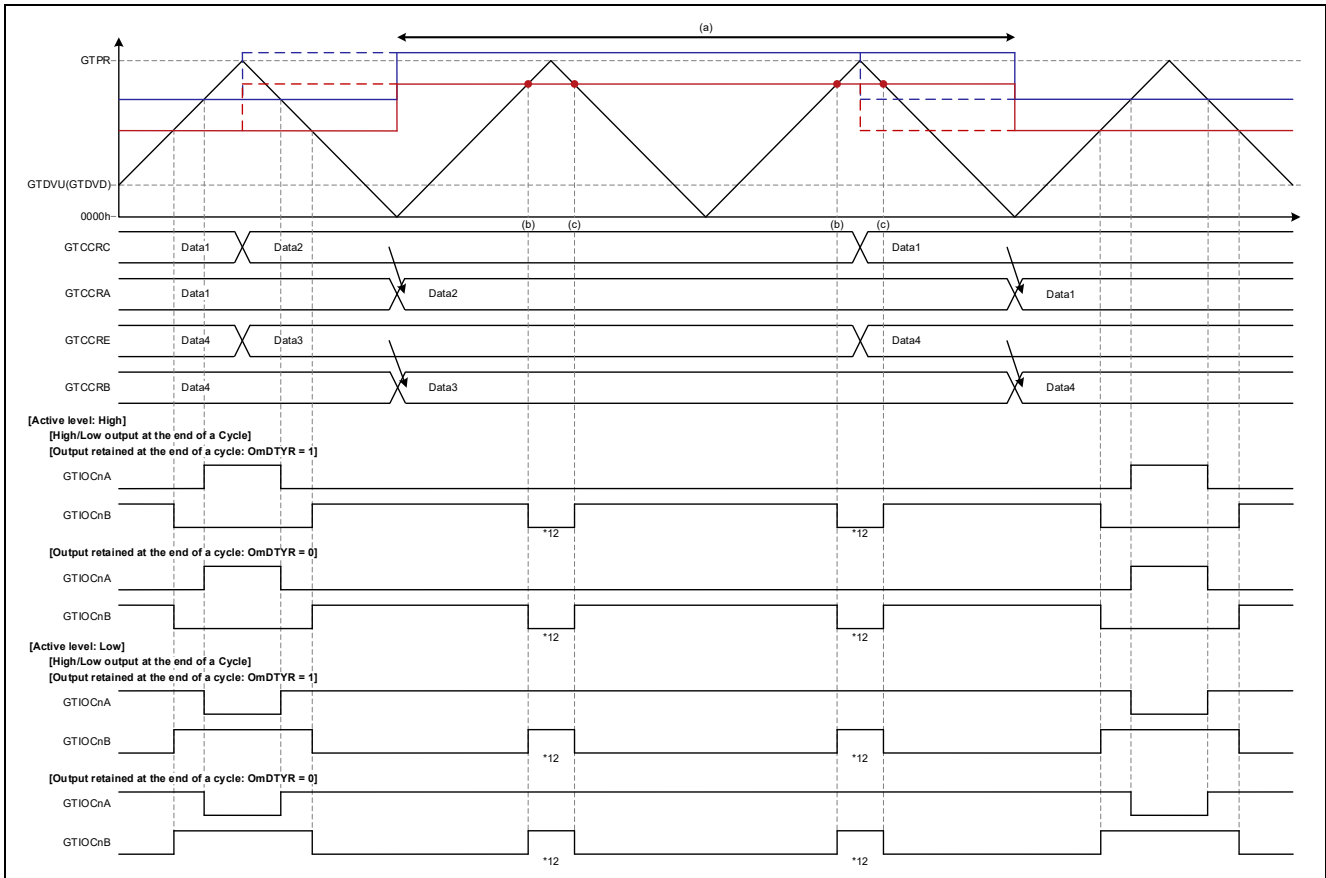 (a)
GTPR
GTDVU(GTDVD)
0000h
(b) (c) (b) (c)
GTCCRC Data1 Data2 Data1
GTCCRA Data1 Data2 Data1
GTCCRE Data4 Data3 Data4
GTCCRB Data4 Data3 Data4
[Active level: High]
[High/Low output at the end of a Cycle]
[Output retained at the end of a cycle: OmDTYR = 1]
GTIOCnA
GTIOCnB
*12 *12
[Output retained at the end of a cycle: OmDTYR = 0]
GTIOCnA
GTIOCnB
*12 *12
[Active level: Low]
[High/Low output at the end of a Cycle]
[Output retained at the end of a cycle: OmDTYR = 1]
GTIOCnA
GTIOCnB
*12 *12
[Output retained at the end of a cycle: OmDTYR = 0]
GTIOCnA
GTIOCnB
*12 *12